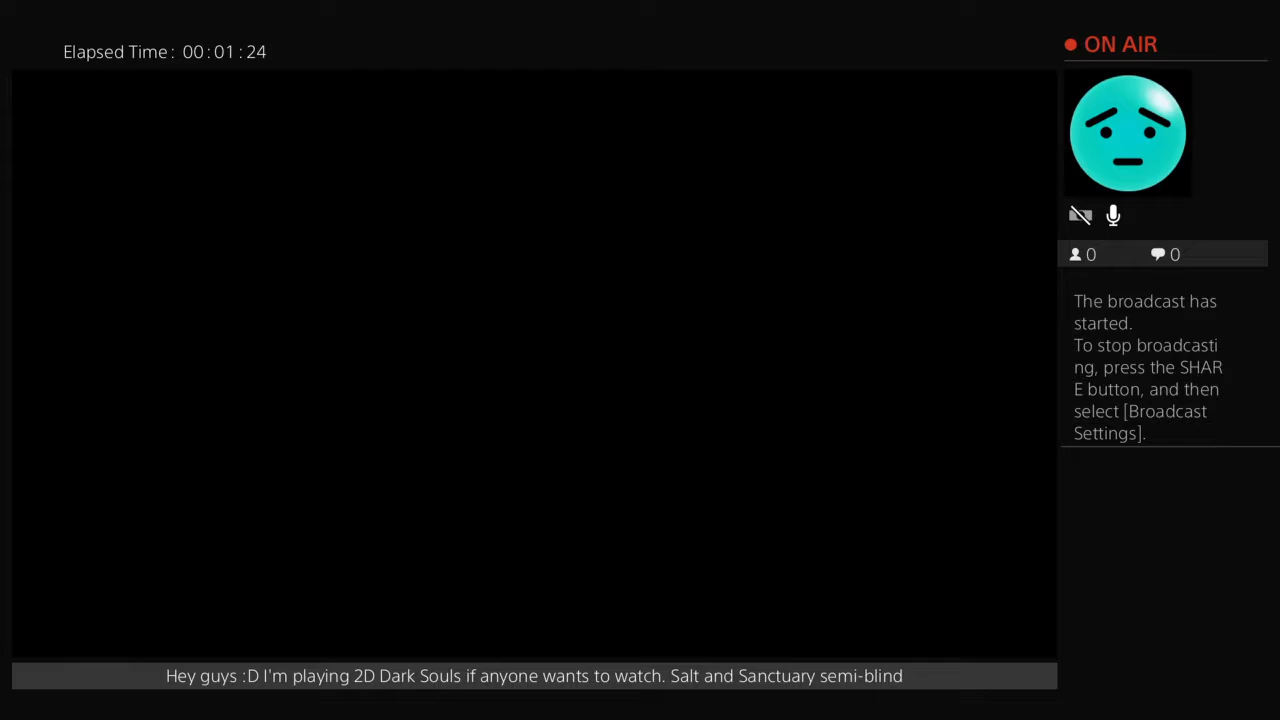 Elapsed Time: 00:01:24
ON AIR
0 0
The broadcast has
started.
To stop broadcasti
ng, press the SHAR
E button, and then
select [Broadcast
Settings].
Hey guys :D I'm playing 2D Dark Souls if anyone wants to watch. Salt and Sanctuary semi-blind